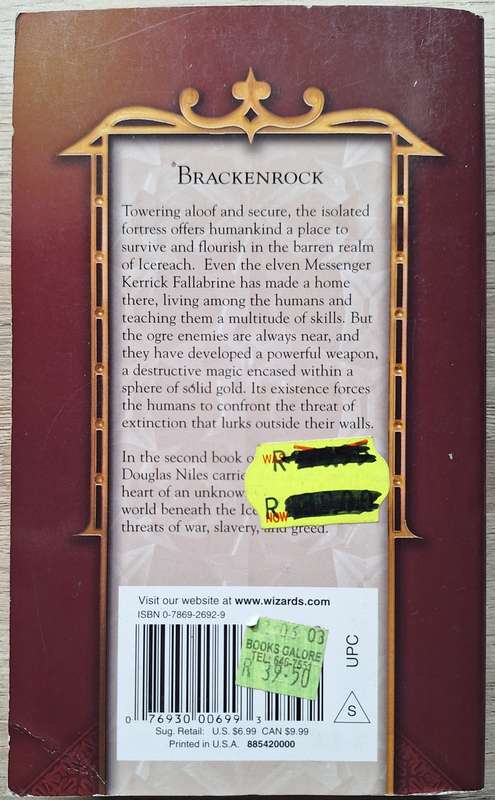 BRACKENROCK
Towering aloof and secure, the isolated
fortress offers humankind a place to
survive and flourish in the barren realm
of Icereach. Even the elven Messenger
Kerrick Fallabrine has made a home
there, living among the humans and
teaching them a multitude of skills. But
the ogre enemies are always near, and
they have developed a powerful weapon,
a destructive magic encased within a
sphere of solid gold. Its existence forces
the humans to confront the threat of
extinction that lurks outside their walls.
In the second book
Douglas Niles
heart of an
world beneath the
threats of war, slavery, and greed.
WAS R
NOW R
Visit our website at www.wizards.com
ISBN 0-7869-2692-9
03 03
BOOKS GALORE
TEL:
R 39.50
UPC
S
0 76930 00699 3
Sug. Retail: U.S. $6.99 CAN $9.99
Printed in U.S.A. 885420000